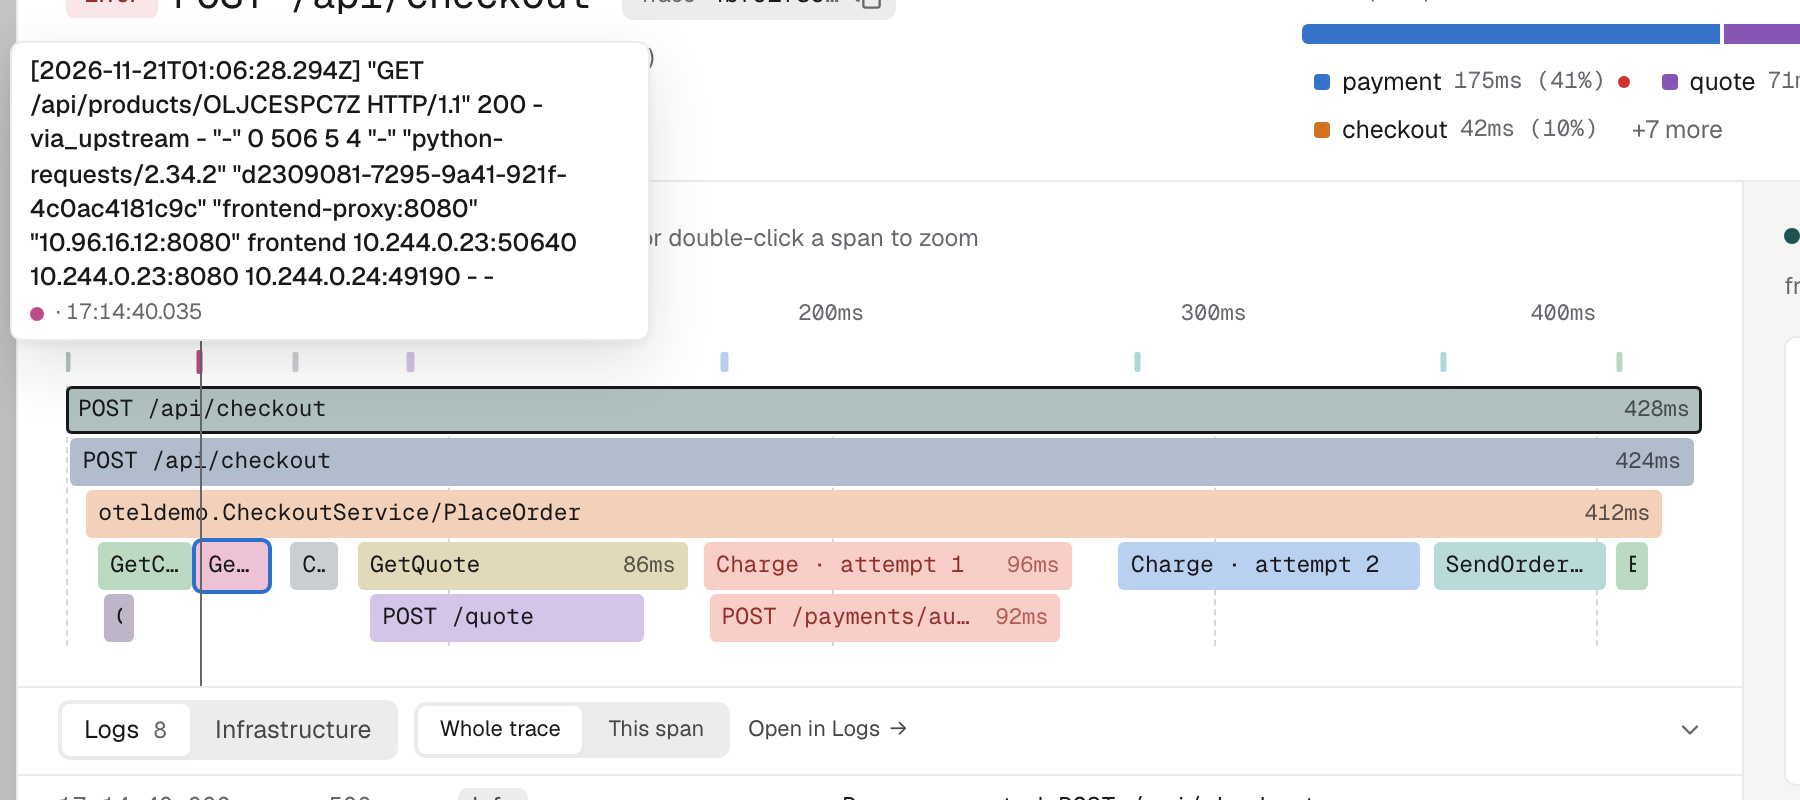 POST /api/checkout
[2026-11-21T01:06:28.294Z] "GET
/api/products/OLJCESPC7Z HTTP/1.1" 200 -
via_upstream - "-" 0 506 5 4 "-" "python-
requests/2.34.2" "d2309081-7295-9a41-921f-
4c0ac4181c9c" "frontend-proxy:8080"
"10.96.16.12:8080" frontend 10.244.0.23:50640
10.244.0.23:8080 10.244.0.24:49190 - -
· 17:14:40.035
payment 175ms (41%) quote
checkout 42ms (10%) +7 more
double-click a span to zoom
200ms 300ms 400ms
POST /api/checkout 428ms
POST /api/checkout 424ms
oteldemo.CheckoutService/PlaceOrder 412ms
GetC… Ge… C… GetQuote 86ms Charge · attempt 1 96ms Charge · attempt 2 SendOrder…
POST /quote POST /payments/au… 92ms
Logs 8 Infrastructure Whole trace This span Open in Logs →